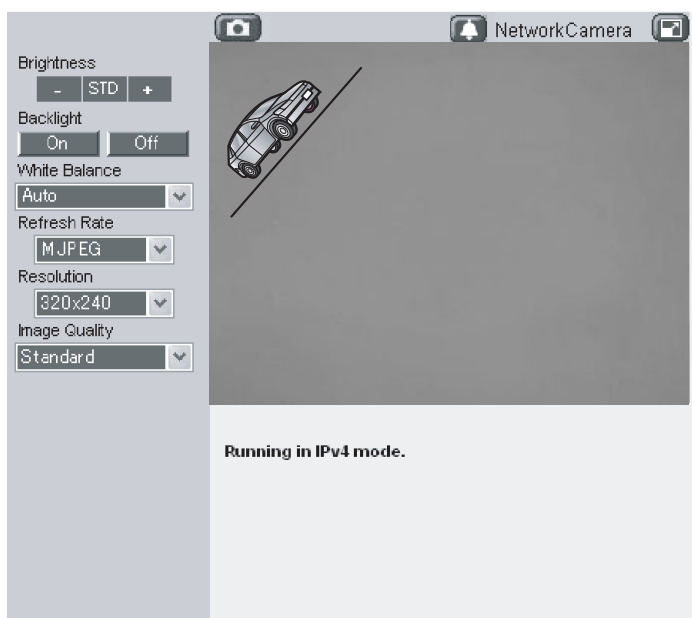 NetworkCamera
Brightness
- STD +
Backlight
On Off
White Balance
Auto
Refresh Rate
MJPEG
Resolution
320x240
Image Quality
Standard
Running in IPv4 mode.